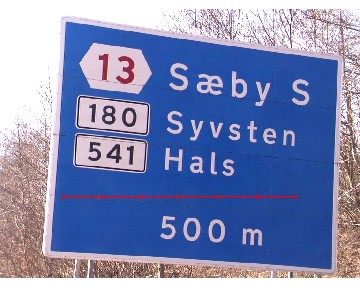 13 Sæby S
180 Syvsten
541 Hals
500 m